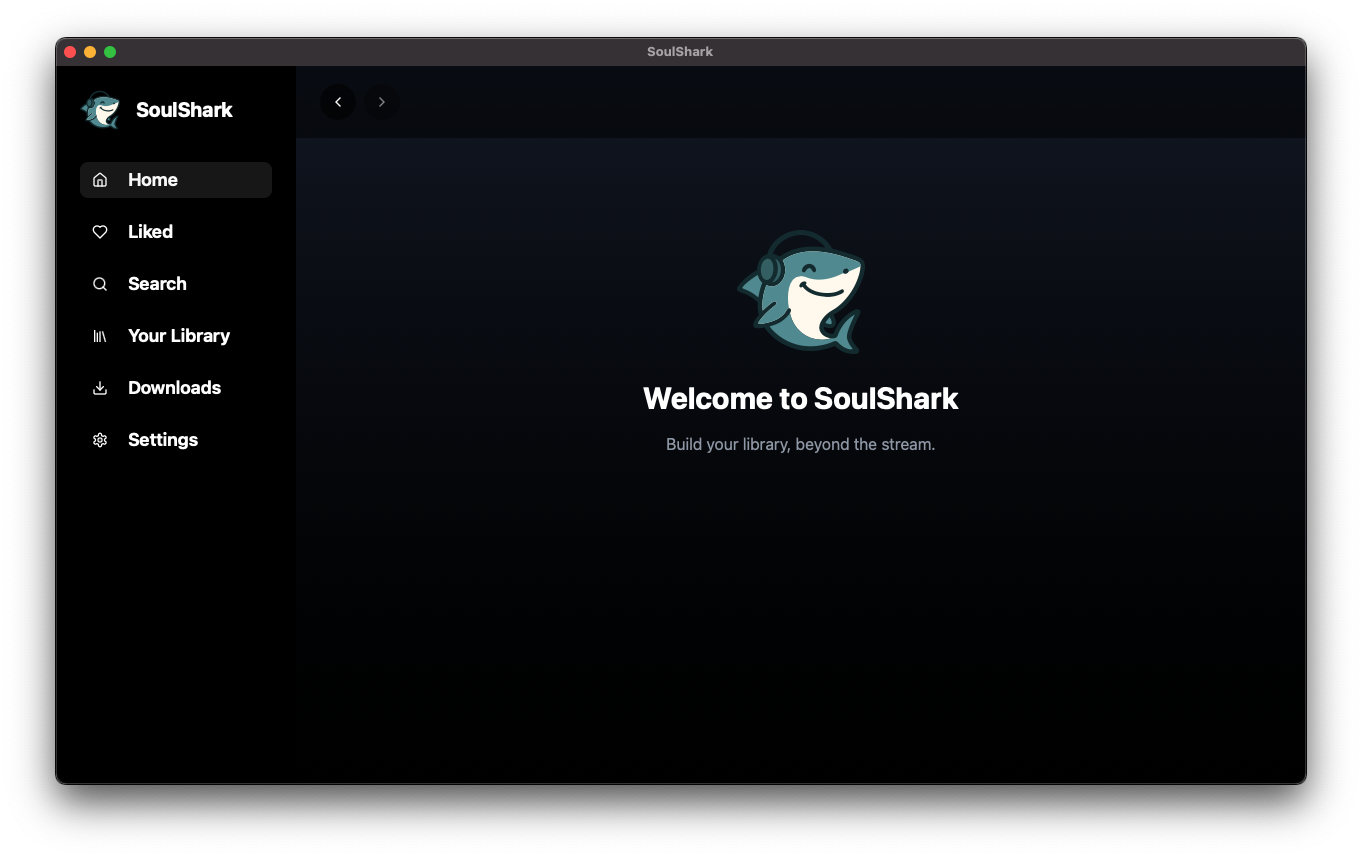 SoulShark
SoulShark
Home
Liked
Search
Your Library
Downloads
Settings
Welcome to SoulShark
Build your library, beyond the stream.